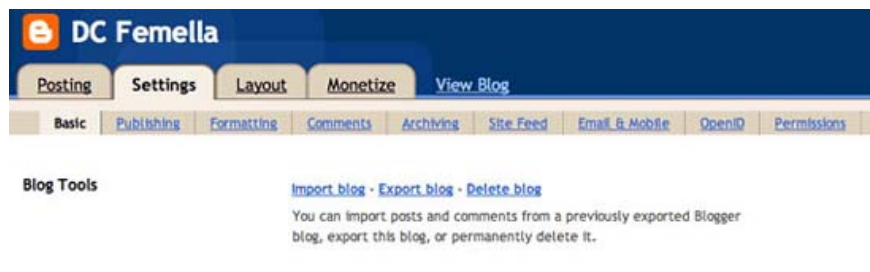 DC Femella
Posting Settings Layout Monetize View Blog
Basic Publishing Formatting Comments Archiving Site Feed Email & Mobile OpenID Permissions
Blog Tools Import blog - Export blog - Delete blog
You can import posts and comments from a previously exported Blogger
blog, export this blog, or permanently delete it.